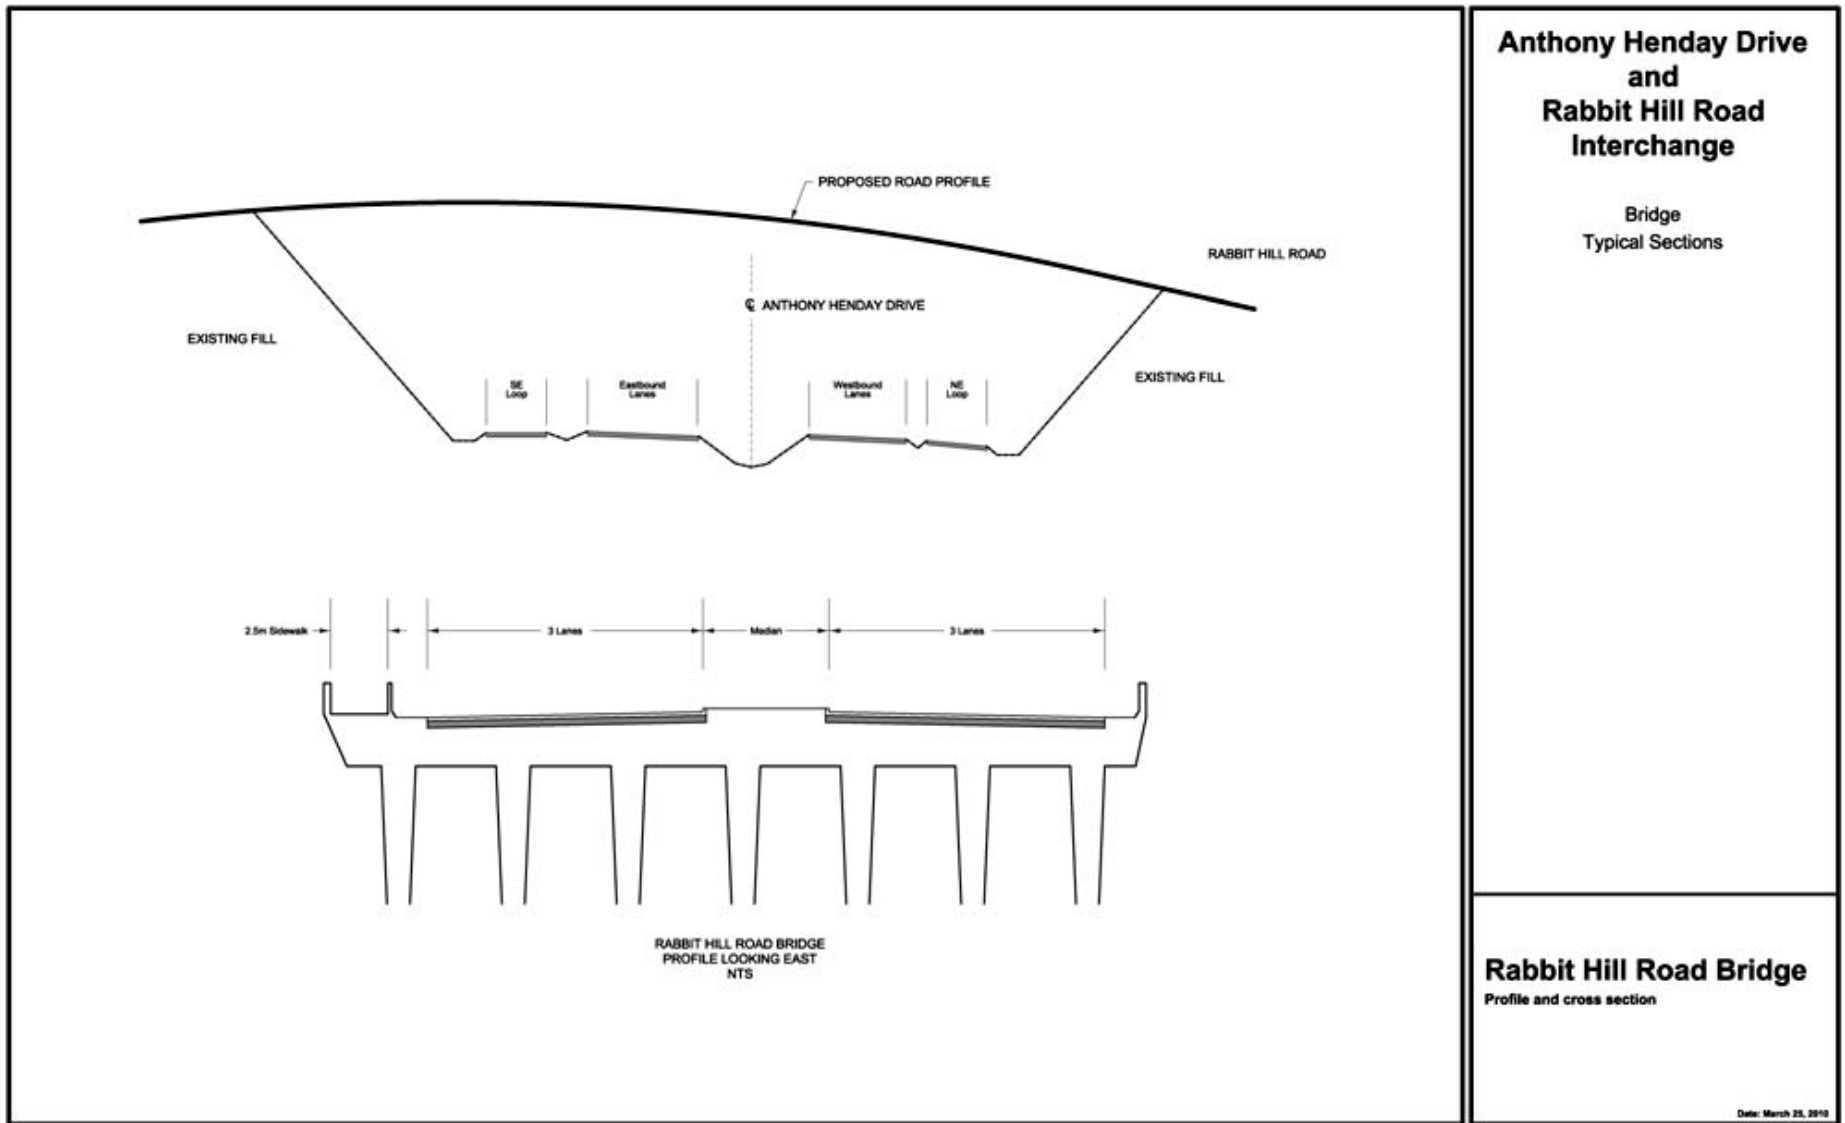 PROPOSED ROAD PROFILE
RABBIT HILL ROAD
℄ ANTHONY HENDAY DRIVE
EXISTING FILL
EXISTING FILL
SE
Loop
Eastbound
Lanes
Westbound
Lanes
NE
Loop
2.5m Sidewalk
3 Lanes
Median
3 Lanes
RABBIT HILL ROAD BRIDGE
PROFILE LOOKING EAST
NTS
Anthony Henday Drive
and
Rabbit Hill Road
Interchange
Bridge
Typical Sections
Rabbit Hill Road Bridge
Profile and cross section
Date: March 25, 2010